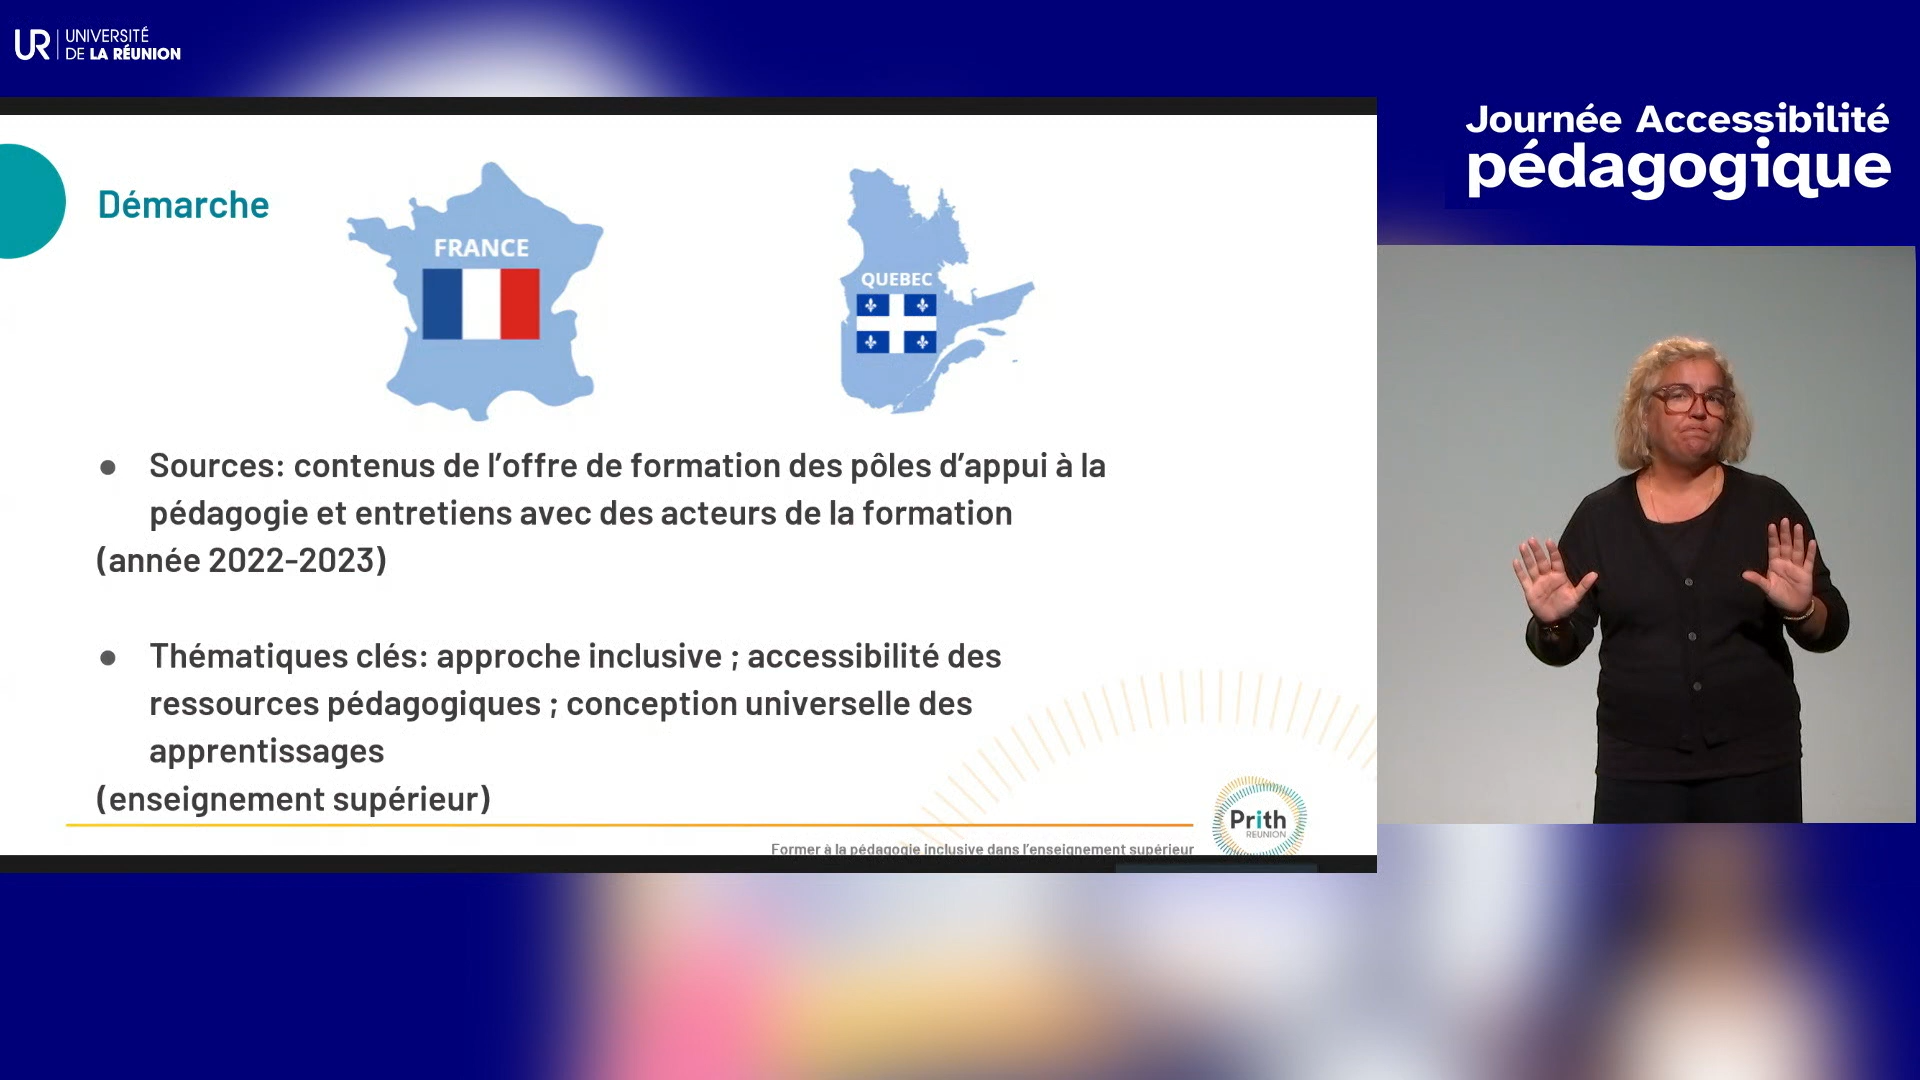 UR UNIVERSITÉ
DE LA RÉUNION
Journée Accessibilité
pédagogique
Démarche
FRANCE
QUEBEC
● Sources: contenus de l’offre de formation des pôles d’appui à la
pédagogie et entretiens avec des acteurs de la formation
(année 2022-2023)
● Thématiques clés: approche inclusive ; accessibilité des
ressources pédagogiques ; conception universelle des
apprentissages
(enseignement supérieur)
Prith
REUNION
Former à la pédagogie inclusive dans l’enseignement supérieur